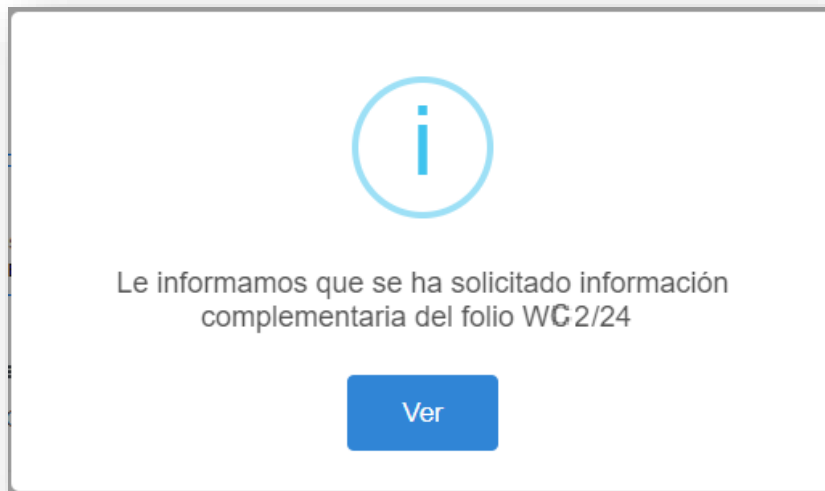 Le informamos que se ha solicitado información
complementaria del folio WC2/24
Ver